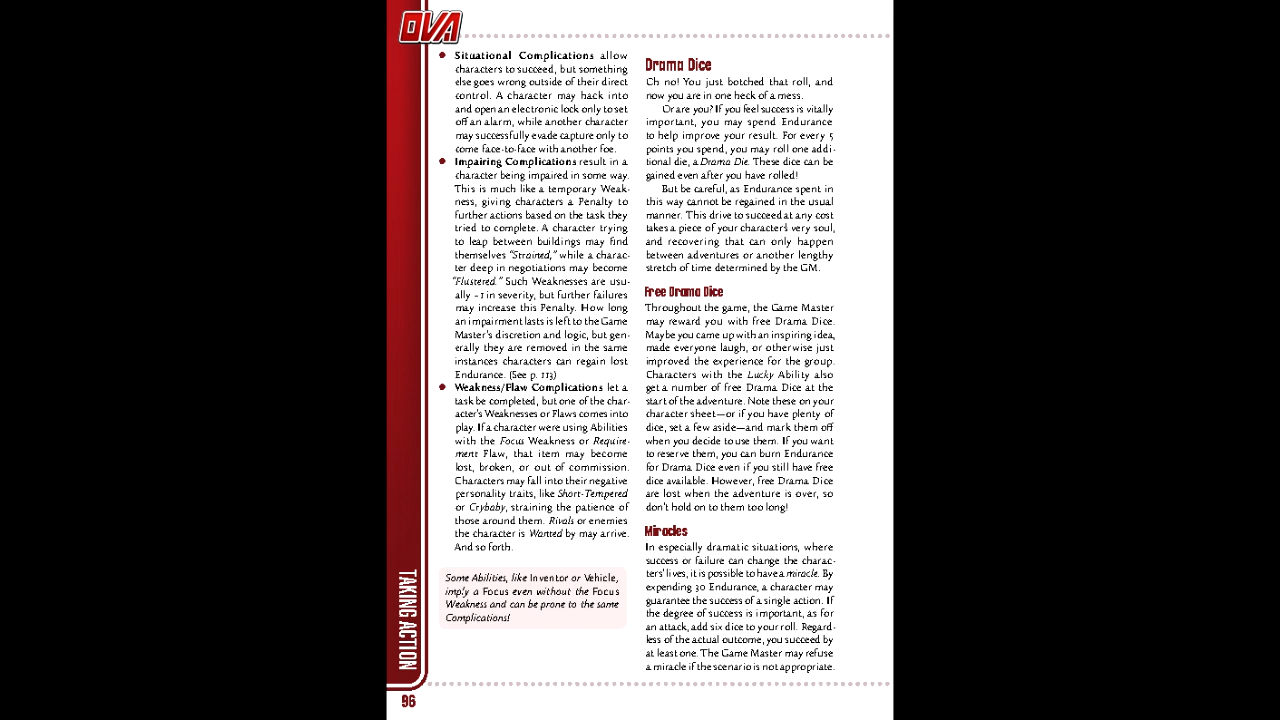 OVA
● Situational Complications allow
characters to succeed, but something
else goes wrong outside of their direct
control. A character may hack into
and open an electronic lock only to set
off an alarm, while another character
may successfully evade capture only to
come face-to-face with another foe.
● Impairing Complications result in a
character being impaired in some way.
This is much like a temporary Weak-
ness, giving characters a Penalty to
further actions based on the task they
tried to complete. A character trying
to leap between buildings may find
themselves "Strained," while a charac-
ter deep in negotiations may become
"Flustered." Such Weaknesses are usu-
ally -1 in severity, but further failures
may increase this Penalty. How long
an impairment lasts is left to the Game
Master's discretion and logic, but gen-
erally they are removed in the same
instances characters can regain lost
Endurance. (See p. 113)
● Weakness/Flaw Complications let a
task be completed, but one of the char-
acter's Weaknesses or Flaws comes into
play. If a character were using Abilities
with the Focus Weakness or Require-
ment Flaw, that item may become
lost, broken, or out of commission.
Characters may fall into their negative
personality traits, like Short-Tempered
or Crybaby, straining the patience of
those around them. Rivals or enemies
the character is Wanted by may arrive.
And so forth.
Some Abilities, like Inventor or Vehicle,
imply a Focus even without the Focus
Weakness and can be prone to the same
Complications!
Drama Dice
Oh no! You just botched that roll, and
now you are in one heck of a mess.
Or are you? If you feel success is vitally
important, you may spend Endurance
to help improve your result. For every 5
points you spend, you may roll one addi-
tional die, a Drama Die. These dice can be
gained even after you have rolled!
But be careful, as Endurance spent in
this way cannot be regained in the usual
manner. This drive to succeed at any cost
takes a piece of your character's very soul,
and recovering that can only happen
between adventures or another lengthy
stretch of time determined by the GM.
Free Drama Dice
Throughout the game, the Game Master
may reward you with free Drama Dice.
Maybe you came up with an inspiring idea,
made everyone laugh, or otherwise just
improved the experience for the group.
Characters with the Lucky Ability also
get a number of free Drama Dice at the
start of the adventure. Note these on your
character sheet—or if you have plenty of
dice, set a few aside—and mark them off
when you decide to use them. If you want
to reserve them, you can burn Endurance
for Drama Dice even if you still have free
dice available. However, free Drama Dice
are lost when the adventure is over, so
don't hold on to them too long!
Miracles
In especially dramatic situations, where
success or failure can change the charac-
ters' lives, it is possible to have a miracle. By
expending 30 Endurance, a character may
guarantee the success of a single action. If
the degree of success is important, as for
an attack, add six dice to your roll. Regard-
less of the actual outcome, you succeed by
at least one. The Game Master may refuse
a miracle if the scenario is not appropriate.
TAKING ACTION
96